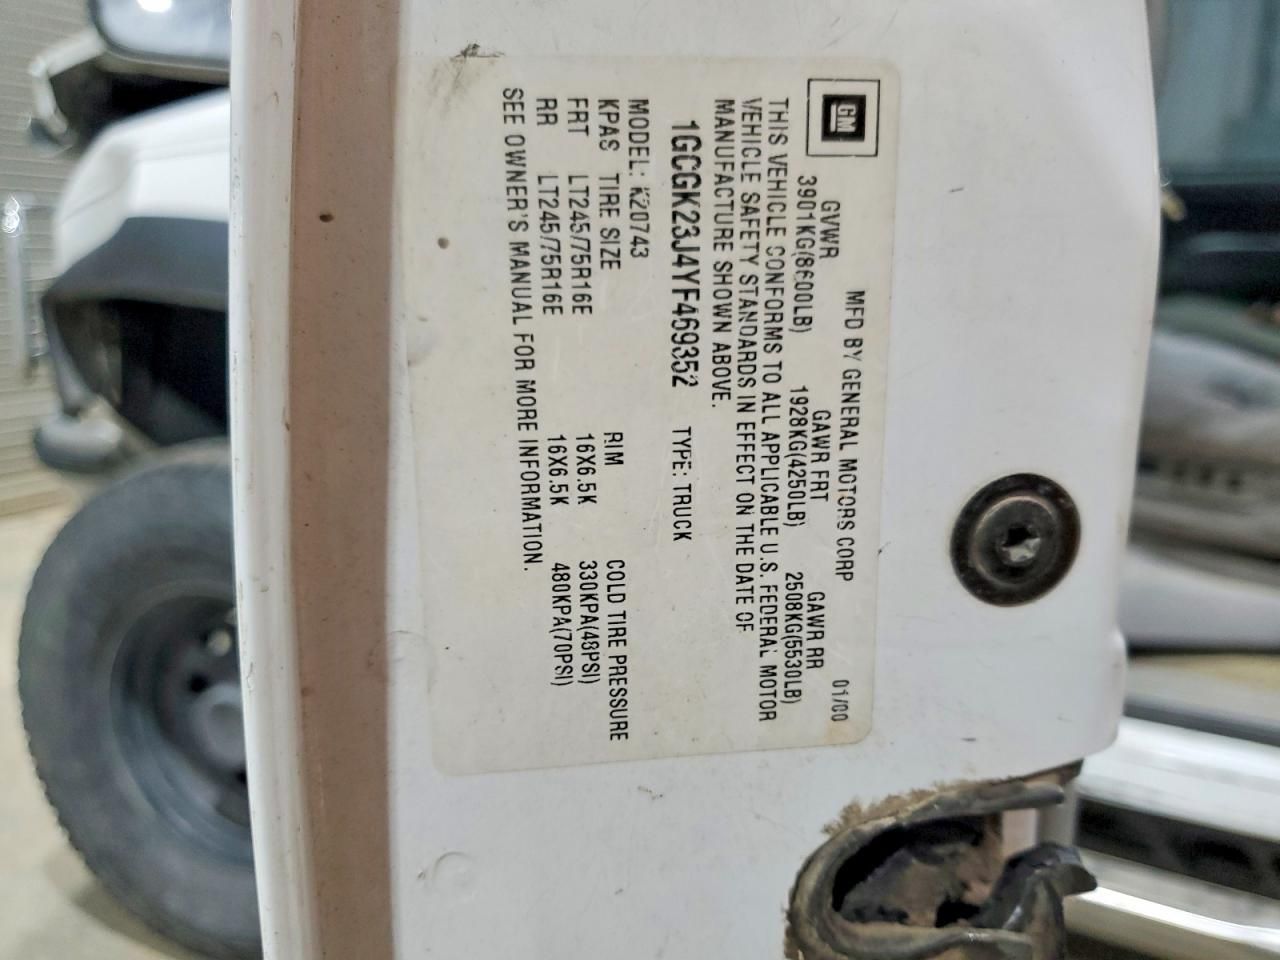 GM
MFD BY GENERAL MOTORS CORP 01/00
GVWR GAWR FRT GAWR RR
3901KG(8600LB) 1928KG(4250LB) 2508KG(5530LB)
THIS VEHICLE CONFORMS TO ALL APPLICABLE U.S. FEDERAL MOTOR
VEHICLE SAFETY STANDARDS IN EFFECT ON THE DATE OF
MANUFACTURE SHOWN ABOVE.
1GCGK23J4YF469352 TYPE: TRUCK
MODEL: K20743
KPAS TIRE SIZE RIM COLD TIRE PRESSURE
FRT LT245/75R16E 16X6.5K 330KPA(48PSI)
RR LT245/75R16E 16X6.5K 480KPA(70PSI)
SEE OWNER'S MANUAL FOR MORE INFORMATION.